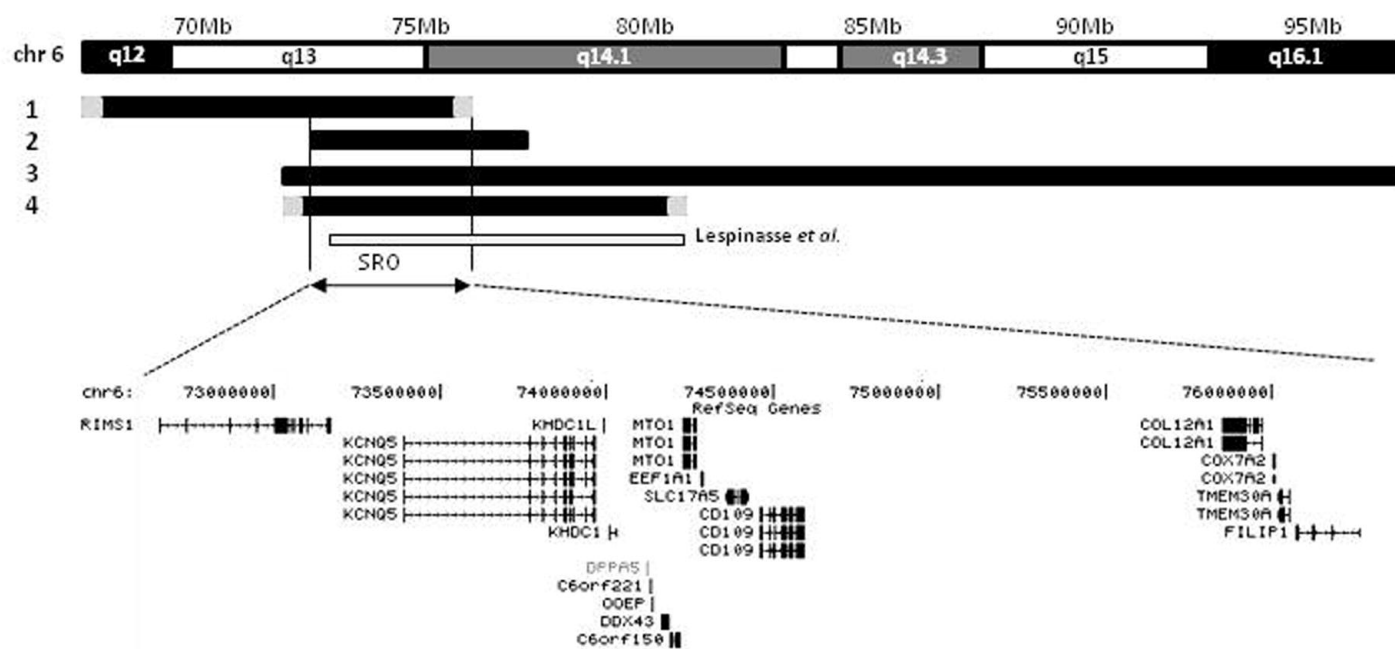 70Mb 75Mb 80Mb 85Mb 90Mb 95Mb
chr 6 q12 q13 q14.1 q14.3 q15 q16.1
1
2
3
4
Lespinasse et al.
SRO
chr6: 73000000| 73500000| 74000000| 74500000| 75000000| 75500000| 76000000|
RefSeq Genes
RIMS1 KHDC1L MTO1 COL12A1
KCNQ5 MTO1 COL12A1
KCNQ5 MTO1 COX7A2
KCNQ5 EEF1A1 COX7A2
KCNQ5 SLC17A5 TMEM30A
KCNQ5 CD109 TMEM30A
KHDC1 CD109 FILIP1
CD109
DPPA5
C6orf221
OOEP
DDX43
C6orf150